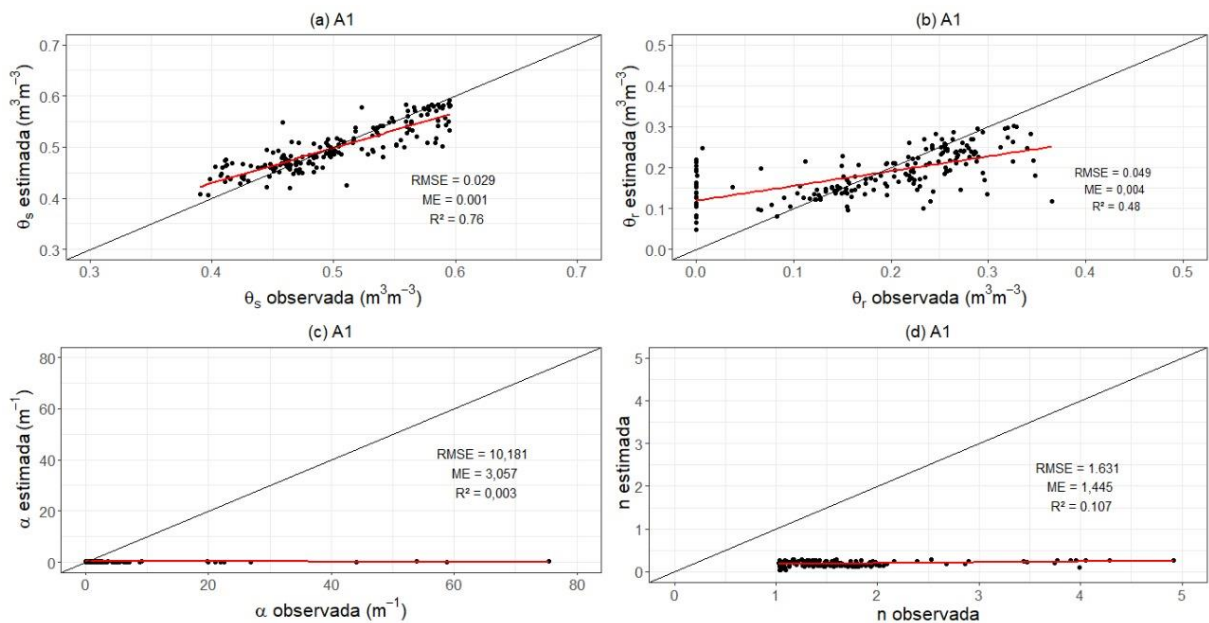 (a) A1
0.7
0.6
0.5
0.4
0.3
θs estimada (m³m⁻³)
RMSE = 0.029
ME = 0.001
R² = 0.76
0.3 0.4 0.5 0.6 0.7
θs observada (m³m⁻³)
(b) A1
0.5
0.4
0.3
0.2
0.1
0.0
θr estimada (m³m⁻³)
RMSE = 0.049
ME = 0.004
R² = 0.48
0.0 0.1 0.2 0.3 0.4 0.5
θr observada (m³m⁻³)
(c) A1
80
60
40
20
0
α estimada (m⁻¹)
RMSE = 10,181
ME = 3,057
R² = 0,003
0 20 40 60 80
α observada (m⁻¹)
(d) A1
5
4
3
2
1
0
n estimada
RMSE = 1.631
ME = 1,445
R² = 0.107
0 1 2 3 4 5
n observada